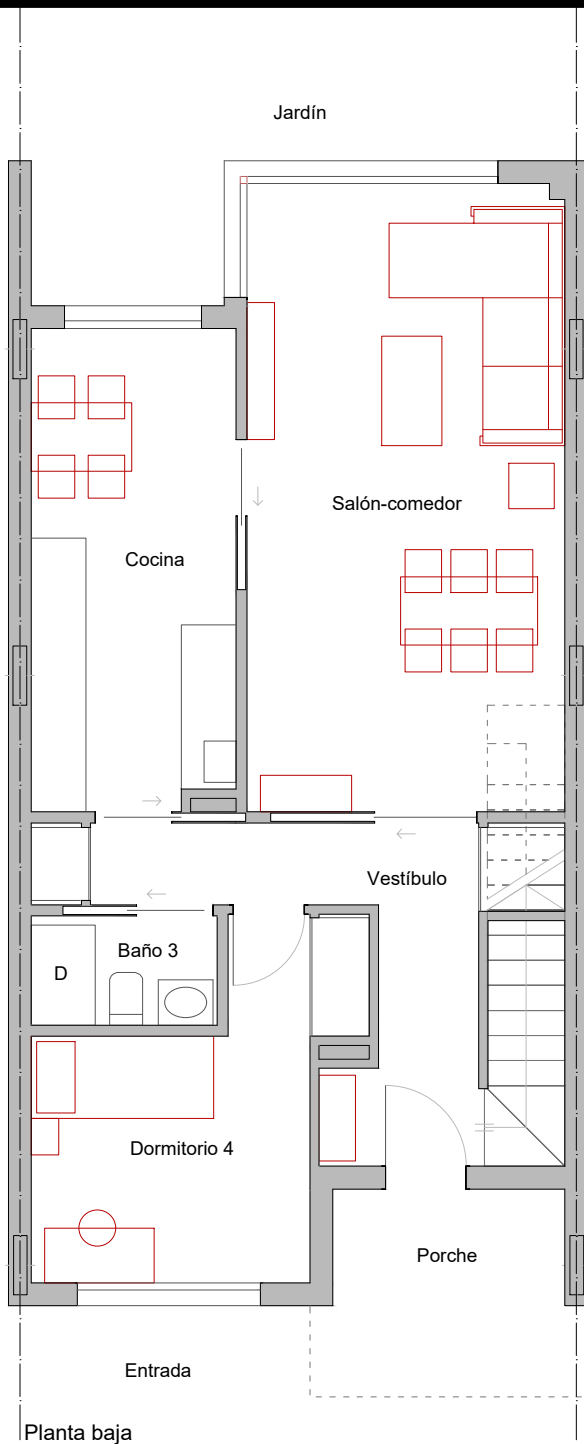 Jardín
Salón-comedor
Cocina
Vestíbulo
Baño 3
D
Dormitorio 4
Porche
Entrada
Planta baja